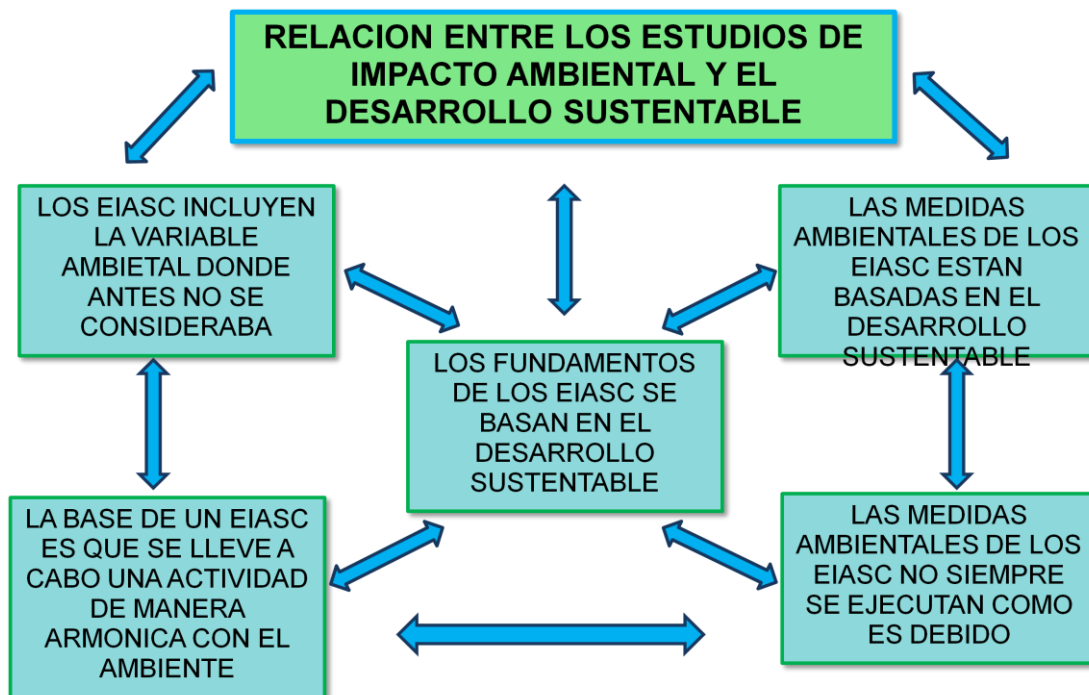 RELACION ENTRE LOS ESTUDIOS DE
IMPACTO AMBIENTAL Y EL
DESARROLLO SUSTENTABLE
LOS EIASC INCLUYEN
LA VARIABLE
AMBIETAL DONDE
ANTES NO SE
CONSIDERABA
LAS MEDIDAS
AMBIENTALES DE LOS
EIASC ESTAN
BASADAS EN EL
DESARROLLO
SUSTENTABLE
LOS FUNDAMENTOS
DE LOS EIASC SE
BASAN EN EL
DESARROLLO
SUSTENTABLE
LA BASE DE UN EIASC
ES QUE SE LLEVE A
CABO UNA ACTIVIDAD
DE MANERA
ARMONICA CON EL
AMBIENTE
LAS MEDIDAS
AMBIENTALES DE LOS
EIASC NO SIEMPRE
SE EJECUTAN COMO
ES DEBIDO